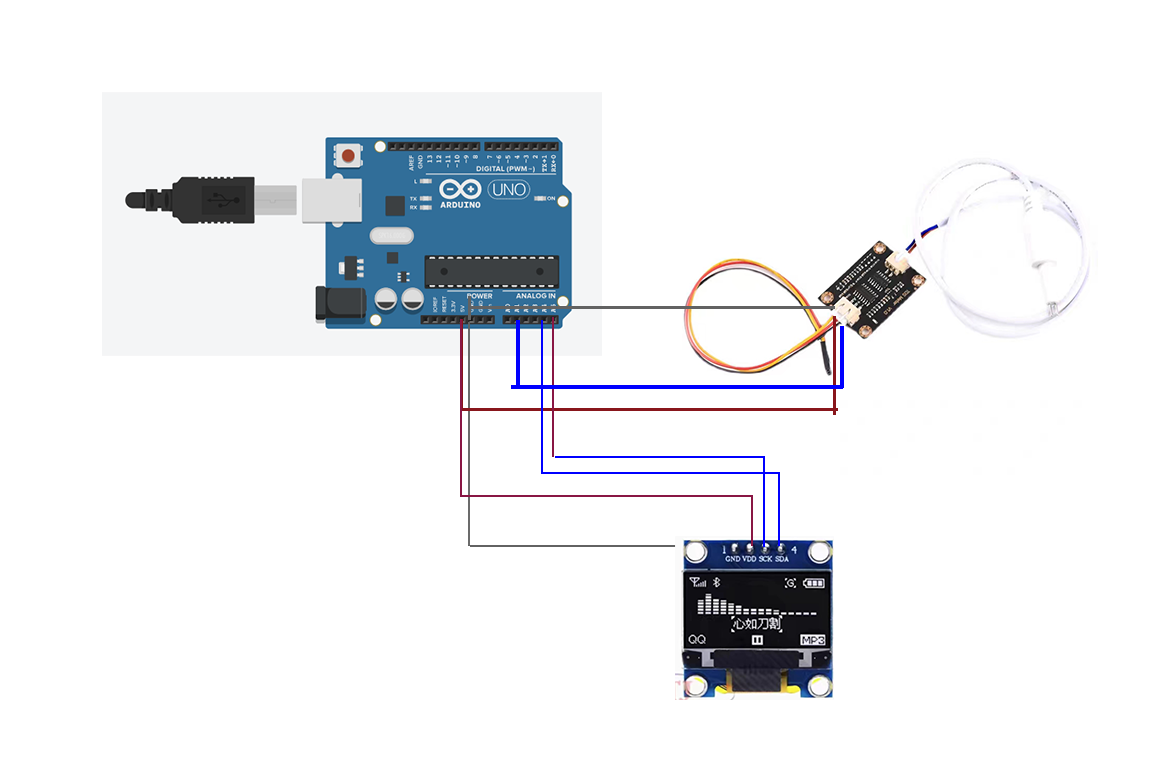 AREF
GND
13
12
~11
~10
~9
8
7
~6
~5
4
~3
2
TX→1
RX←0
DIGITAL (PWM~)
L
TX
RX
ARDUINO
UNO
ON
POWER
ANALOG IN
IOREF
RESET
3.3V
5V
GND
A0
A1
A2
A3
A4
A5
1
4
GND VDD SCK SDA
G
心如刀割
QQ
MP3